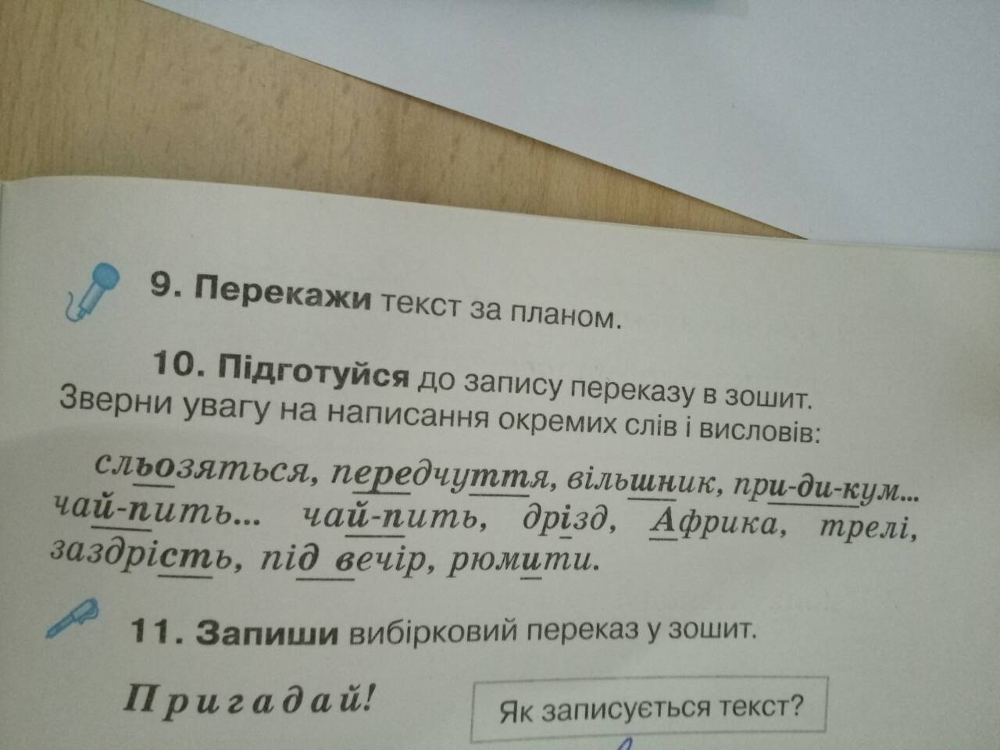 9. Перекажи текст за планом.
10. Підготуйся до запису переказу в зошит.
Зверни увагу на написання окремих слів і висловів:
сльозяться, передчуття, вільшник, при-ди-кум...
чай-пить... чай-пить, дрізд, Африка, трелі,
заздрість, під вечір, рюмити.
11. Запиши вибірковий переказ у зошит.
Пригадай!
Як записується текст?